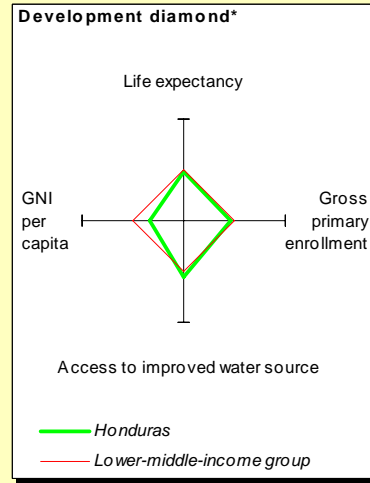 Development diamond*
Life expectancy
GNI
per
capita
Gross
primary
enrollment
Access to improved water source
Honduras
Lower-middle-income group